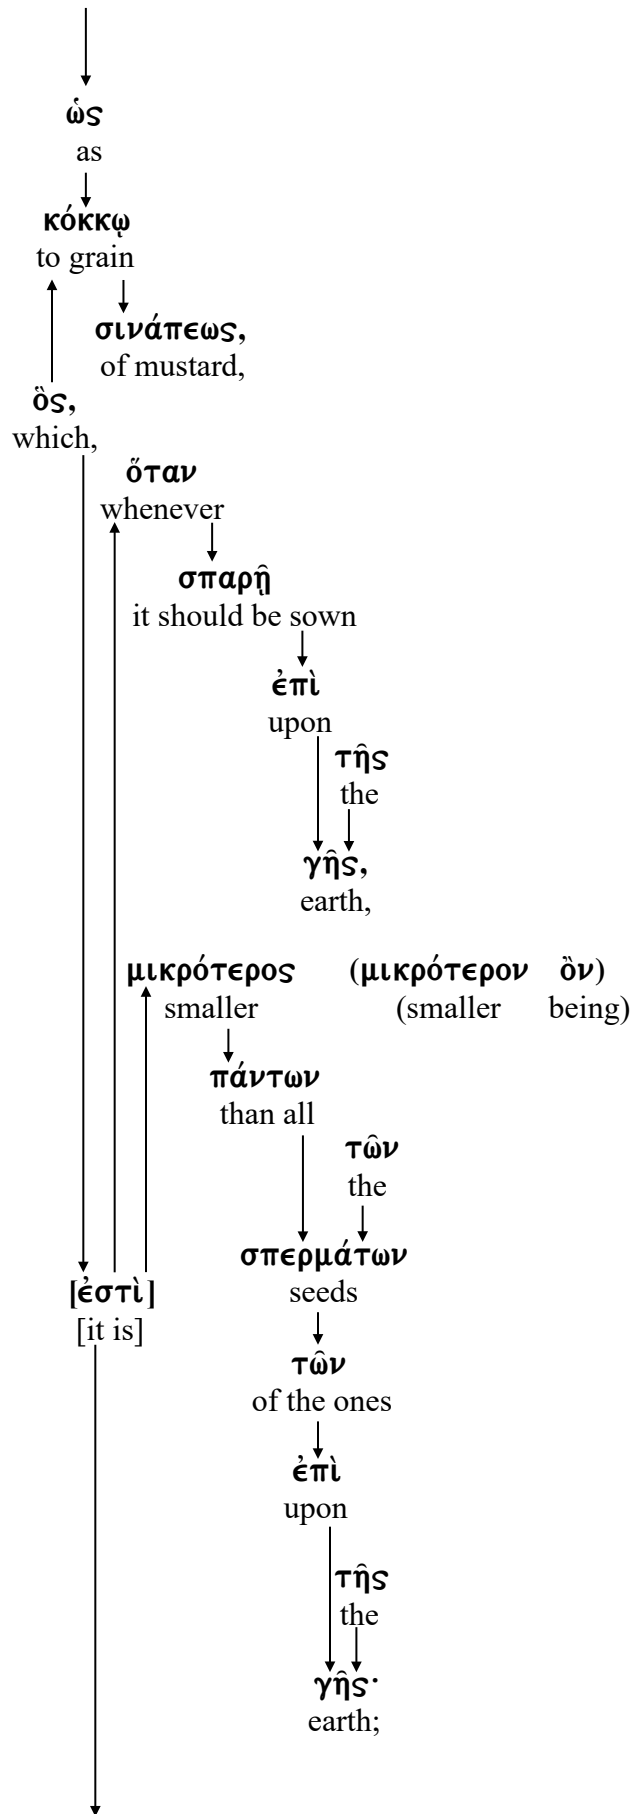 ὡς
as
κόκκῳ
to grain
σινάπεως,
of mustard,
ὃς,
which,
ὅταν
whenever
σπαρῇ
it should be sown
ἐπὶ
upon
τῆς
the
γῆς,
earth,
μικρότερος (μικρότερον ὂν)
smaller (smaller being)
πάντων
than all
τῶν
the
σπερμάτων
seeds
[ἐστὶ]
[it is]
τῶν
of the ones
ἐπὶ
upon
τῆς
the
γῆς·
earth;